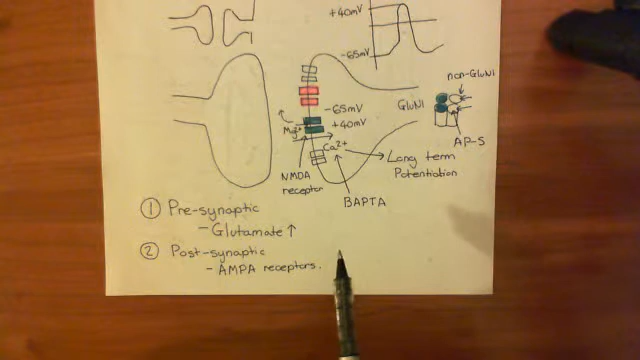 +40mV
-65mV
non-GluN1
GluN1
-65mV
+40mV
Mg2+
AP-5
Ca2+
Long term
Potentiation
NMDA
receptor
BAPTA
① Pre-synaptic
- Glutamate ↑
② Post-synaptic
- AMPA receptors.